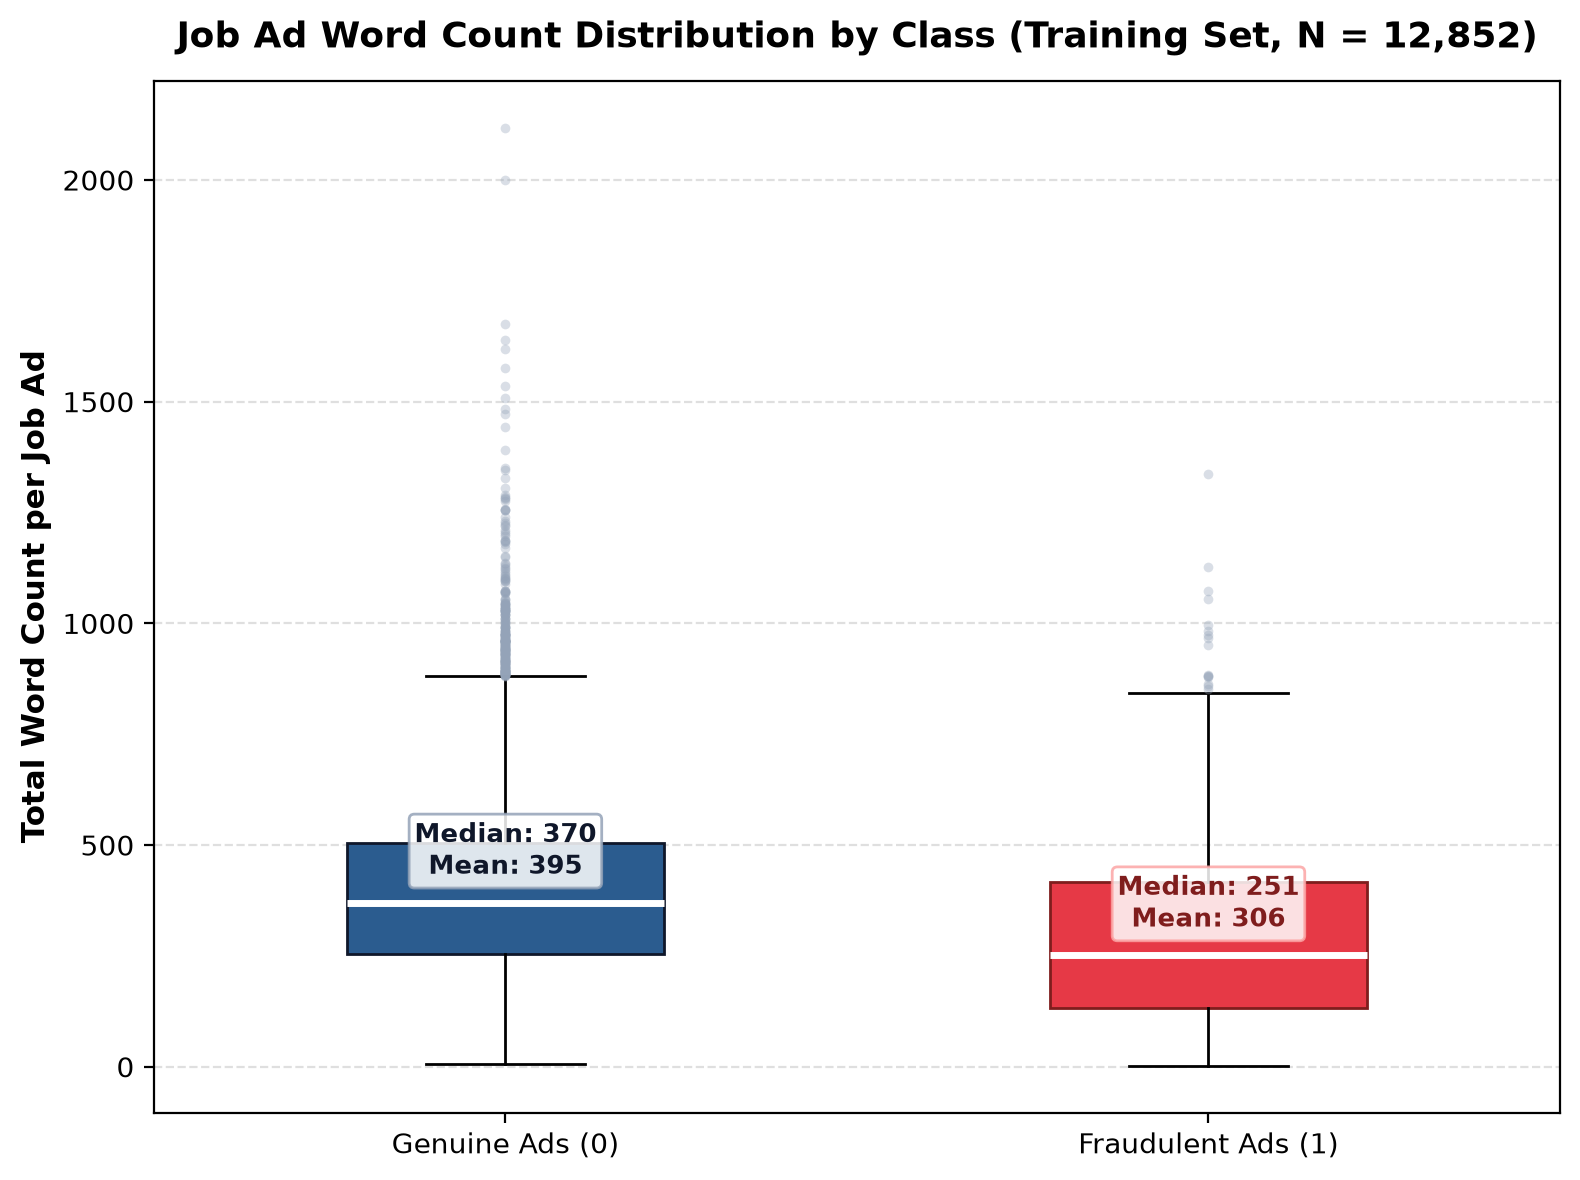 Job Ad Word Count Distribution by Class (Training Set, N = 12,852)
Total Word Count per Job Ad
2000
1500
1000
500
0
Median: 370
Mean: 395
Median: 251
Mean: 306
Genuine Ads (0)
Fraudulent Ads (1)